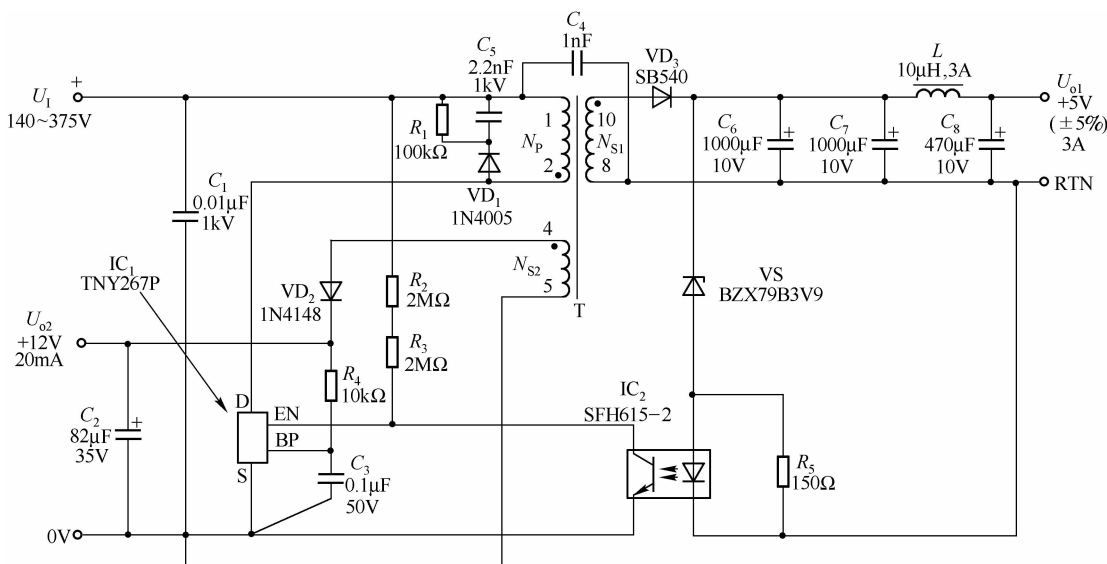 C4
1nF
C5
2.2nF
1kV
VD3
SB540
L
10μH,3A
+
UI
140~375V
R1
100kΩ
1
NP
2
10
NS1
8
C6
1000μF
10V
+
C7
1000μF
10V
+
C8
470μF
10V
+
Uo1
+5V
(±5%)
3A
RTN
VD1
1N4005
C1
0.01μF
1kV
4
NS2
5
T
IC1
TNY267P
VD2
1N4148
R2
2MΩ
R3
2MΩ
VS
BZX79B3V9
Uo2
+12V
20mA
R4
10kΩ
C2
82μF
35V
+
D
EN
BP
S
C3
0.1μF
50V
IC2
SFH615-2
R5
150Ω
0V